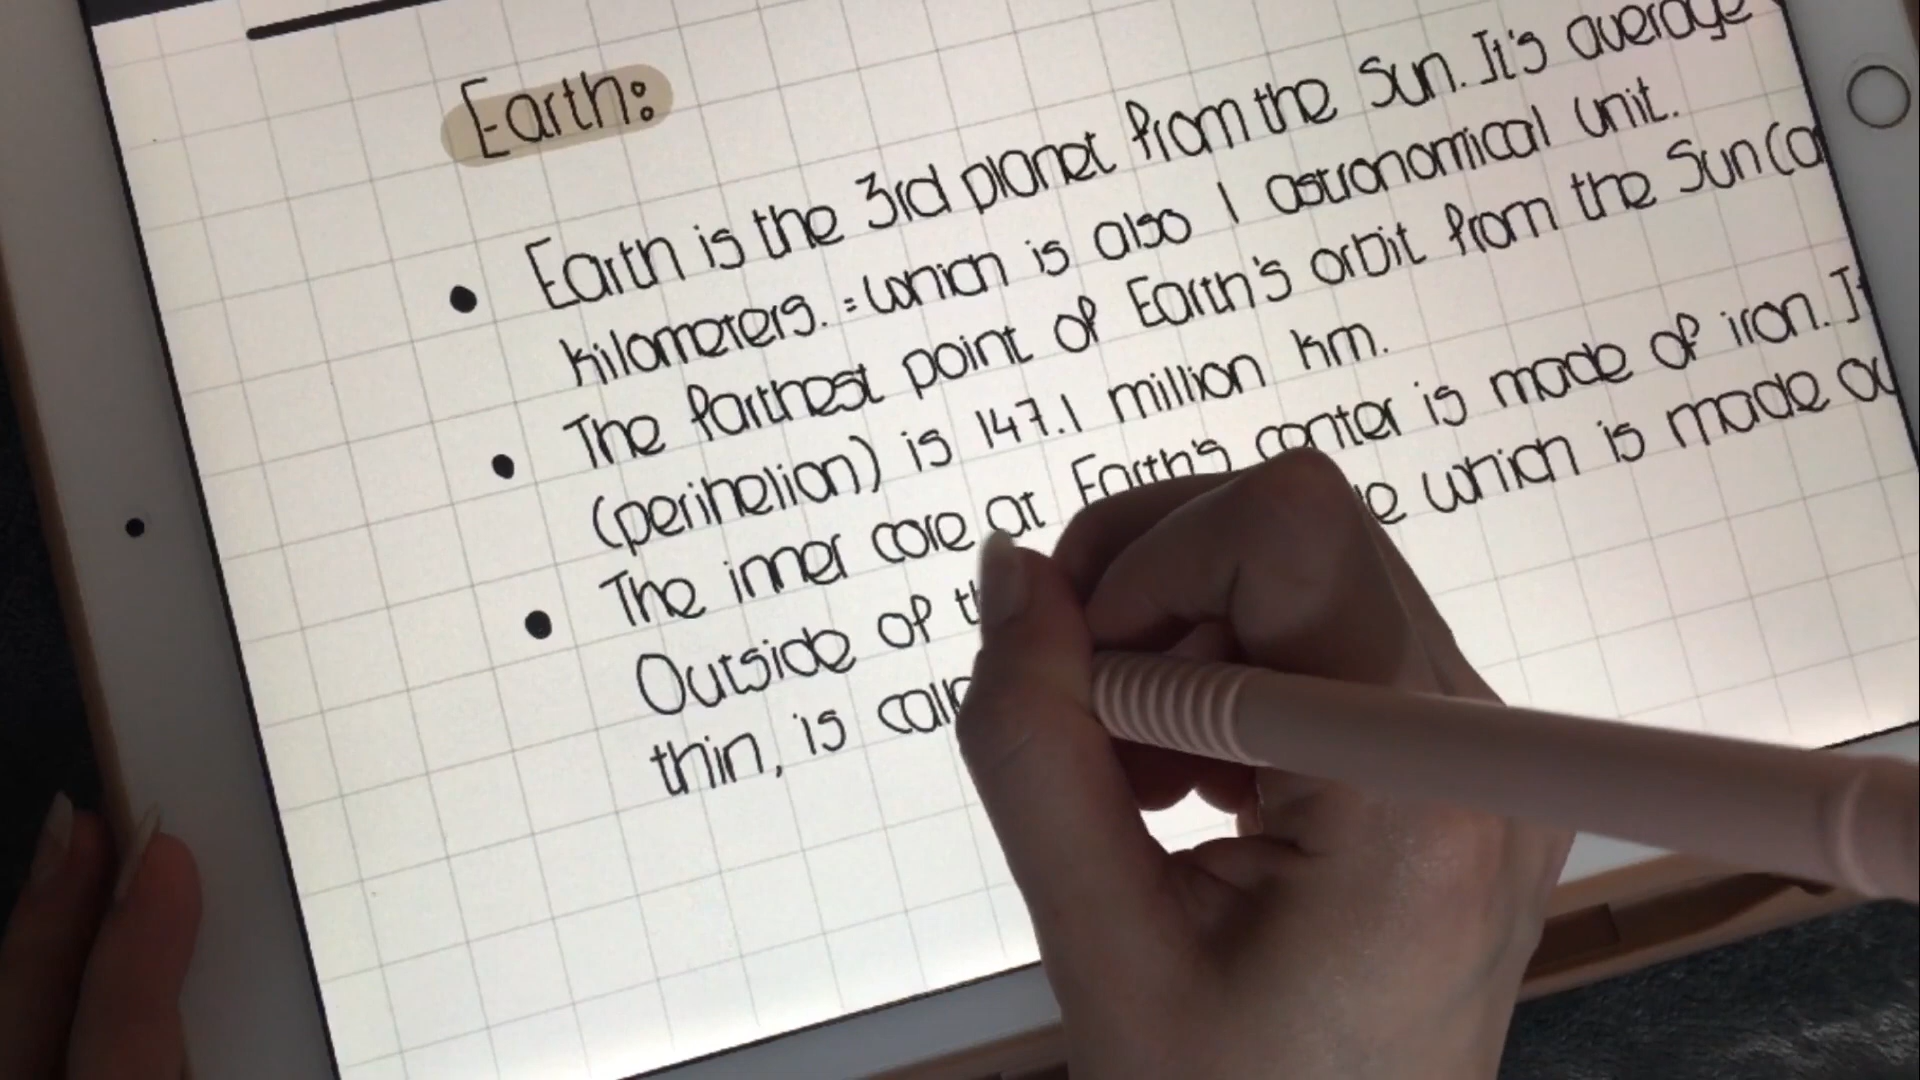 Earth:
Earth is the 3rd planet from the Sun. It's average
kilometers. = which is also 1 astronomical unit.
The farthest point of Earth's orbit from the Sun (a
(perihelion) is 147.1 million km.
The inner core at Earth's center is made of iron. It
Outside of which is made ou
thin, is